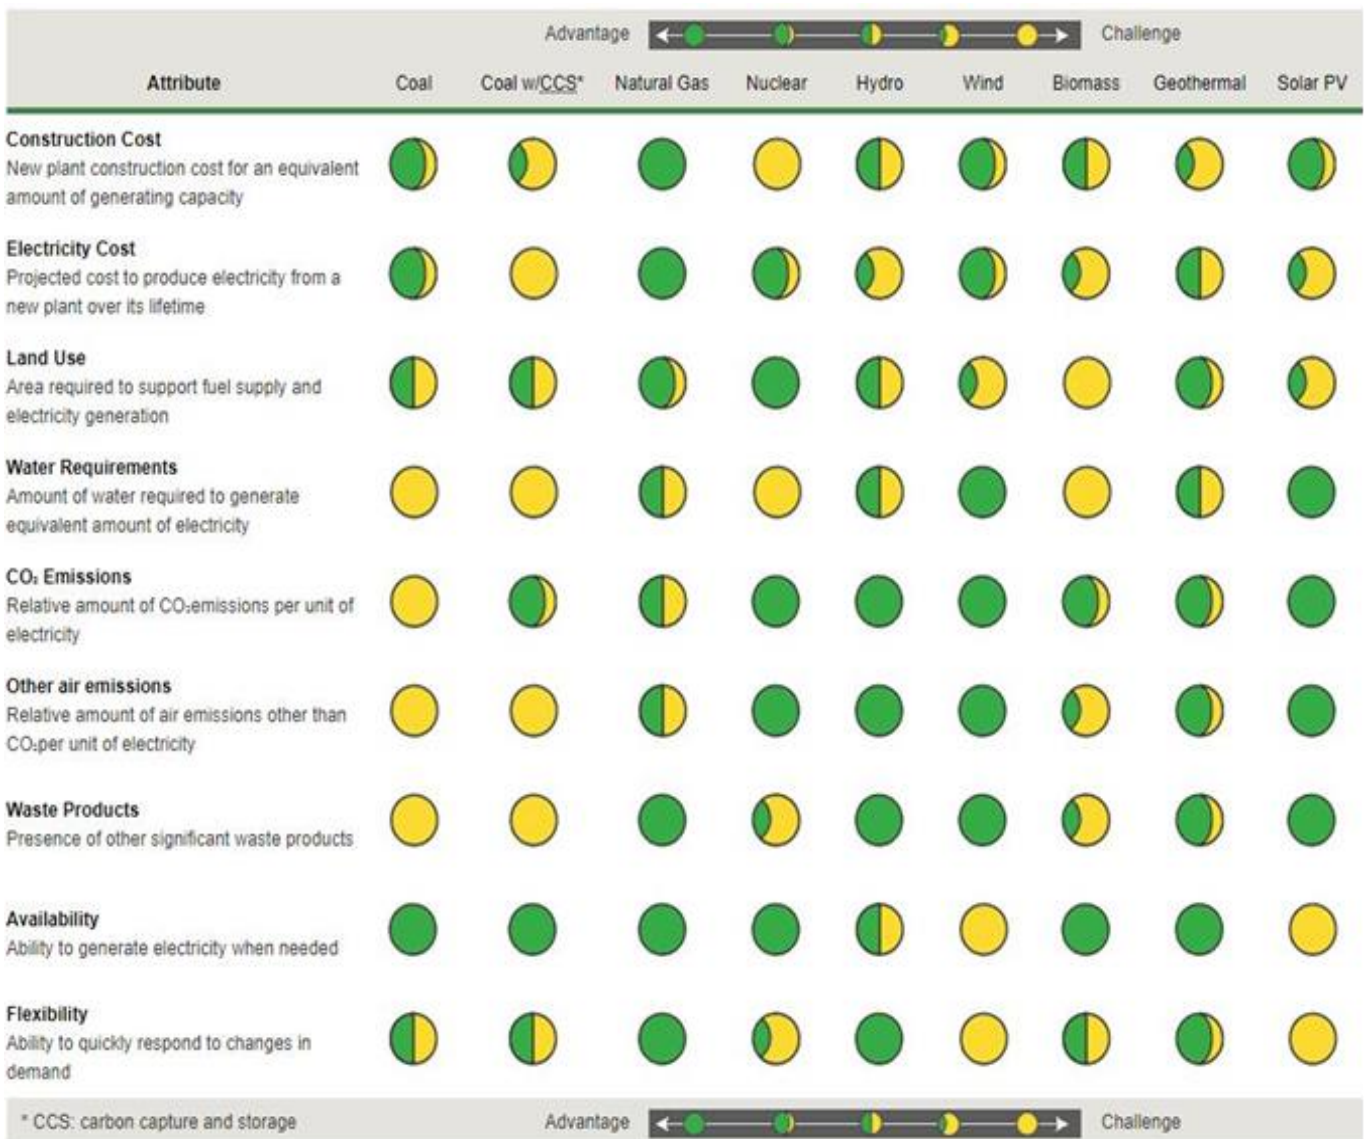 Advantage Challenge
Attribute Coal Coal w/CCS* Natural Gas Nuclear Hydro Wind Biomass Geothermal Solar PV
Construction Cost
New plant construction cost for an equivalent
amount of generating capacity
Electricity Cost
Projected cost to produce electricity from a
new plant over its lifetime
Land Use
Area required to support fuel supply and
electricity generation
Water Requirements
Amount of water required to generate
equivalent amount of electricity
CO₂ Emissions
Relative amount of CO₂emissions per unit of
electricity
Other air emissions
Relative amount of air emissions other than
CO₂per unit of electricity
Waste Products
Presence of other significant waste products
Availability
Ability to generate electricity when needed
Flexibility
Ability to quickly respond to changes in
demand
* CCS: carbon capture and storage Advantage Challenge